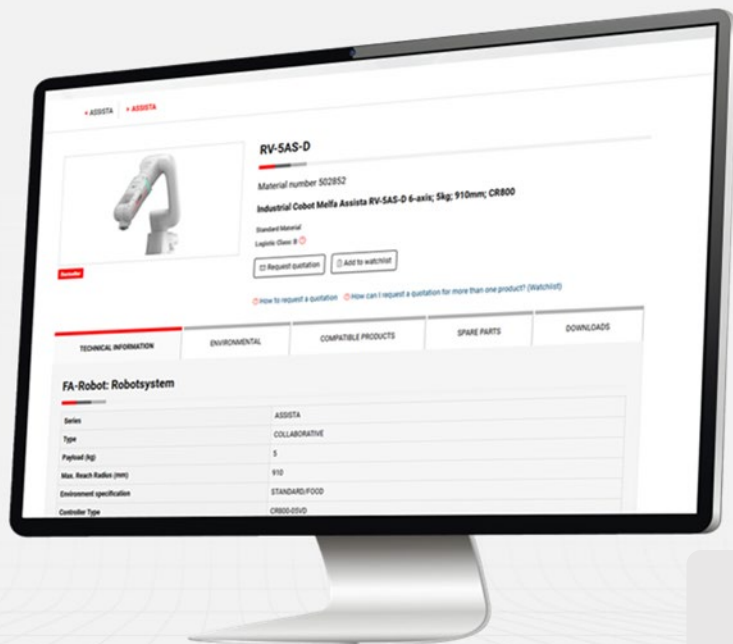 < ASSISTA > ASSISTA
RV-5AS-D
Material number 502852
Industrial Cobot Melfa Assista RV-5AS-D 6-axis; 5kg; 910mm; CR800
Standard Material
Logistic Class: B
Bestseller
Request quotation Add to watchlist
How to request a quotation How can I request a quotation for more than one product? (Watchlist)
TECHNICAL INFORMATION ENVIRONMENTAL COMPATIBLE PRODUCTS SPARE PARTS DOWNLOADS
FA-Robot: Robotsystem
Series ASSISTA
Type COLLABORATIVE
Payload (kg) 5
Max. Reach Radius (mm) 910
Environment specification STANDARD/FOOD
Controller Type CR800-05VD